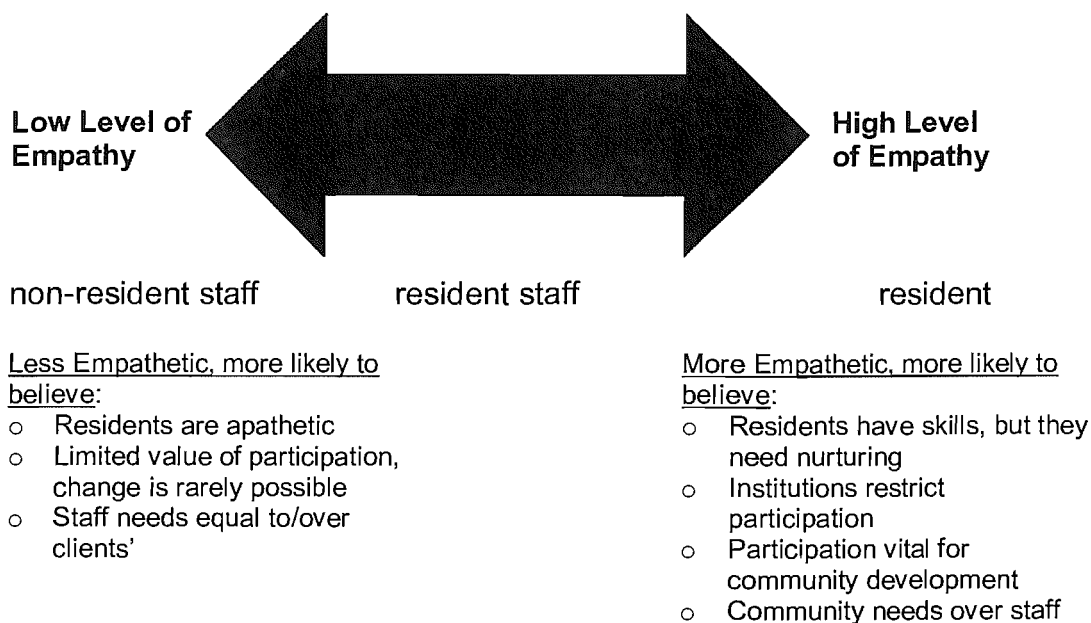 Low Level of
Empathy
High Level
of Empathy
non-resident staff
resident staff
resident
Less Empathetic, more likely to
believe:
○ Residents are apathetic
○ Limited value of participation,
change is rarely possible
○ Staff needs equal to/over
clients'
More Empathetic, more likely to
believe:
○ Residents have skills, but they
need nurturing
○ Institutions restrict
participation
○ Participation vital for
community development
○ Community needs over staff